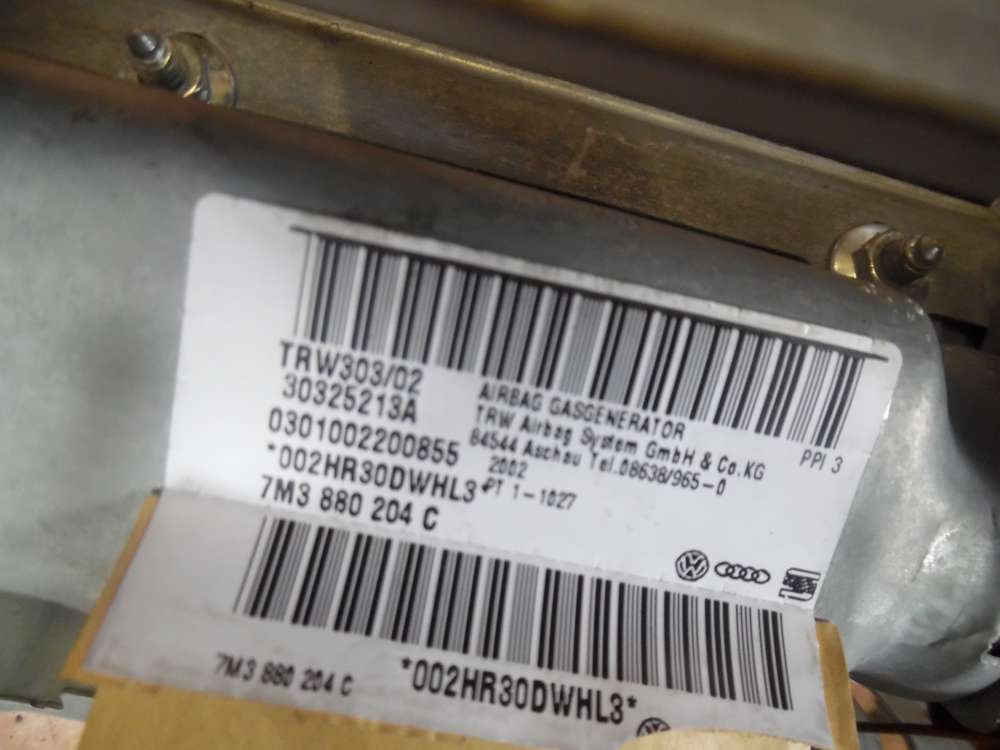 TRW303/02
30325213A
0301002200855
*002HR30DWHL3*
7M3 880 204 C
AIRBAG GASGENERATOR
TRW Airbag System GmbH & Co.KG
84544 Aschau Tel.08638/965-0
2002
PT 1-1027
PPI 3
7M3 880 204 C
*002HR30DWHL3*